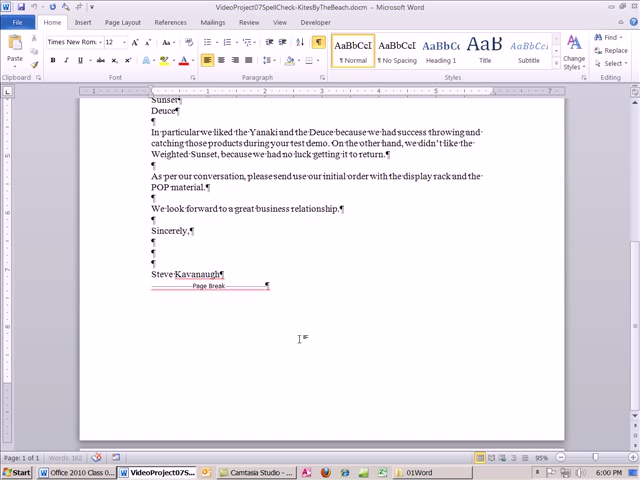 VideoProject07SpellCheck-KitesByTheBeach.docm - Microsoft Word
File Home Insert Page Layout References Mailings Review View Developer
Times New Rom 12
Paste
Clipboard Font Paragraph Styles Editing
AaBbCcI AaBbCcI AaBbCc AaB AaBbCcI
¶ Normal ¶ No Spacing Heading 1 Title Subtitle
Change Styles
Find
Replace
Select
Sunset¶
Deuce¶
¶
In particular we liked the Yanaki and the Deuce because we had success throwing and
catching those products during your test demo. On the other hand, we didn't like the
Weighted Sunset, because we had no luck getting it to return.¶
¶
As per our conversation, please send use our initial order with the display rack and the
POP material.¶
¶
We look forward to a great business relationship.¶
¶
Sincerely,¶
¶
¶
¶
Steve Kavanaugh¶
Page Break ¶
Page: 1 of 1 Words: 162 95%
Start Office 2010 Class 0... VideoProject07S... Camtasia Studio - ... 01Word 6:00 PM